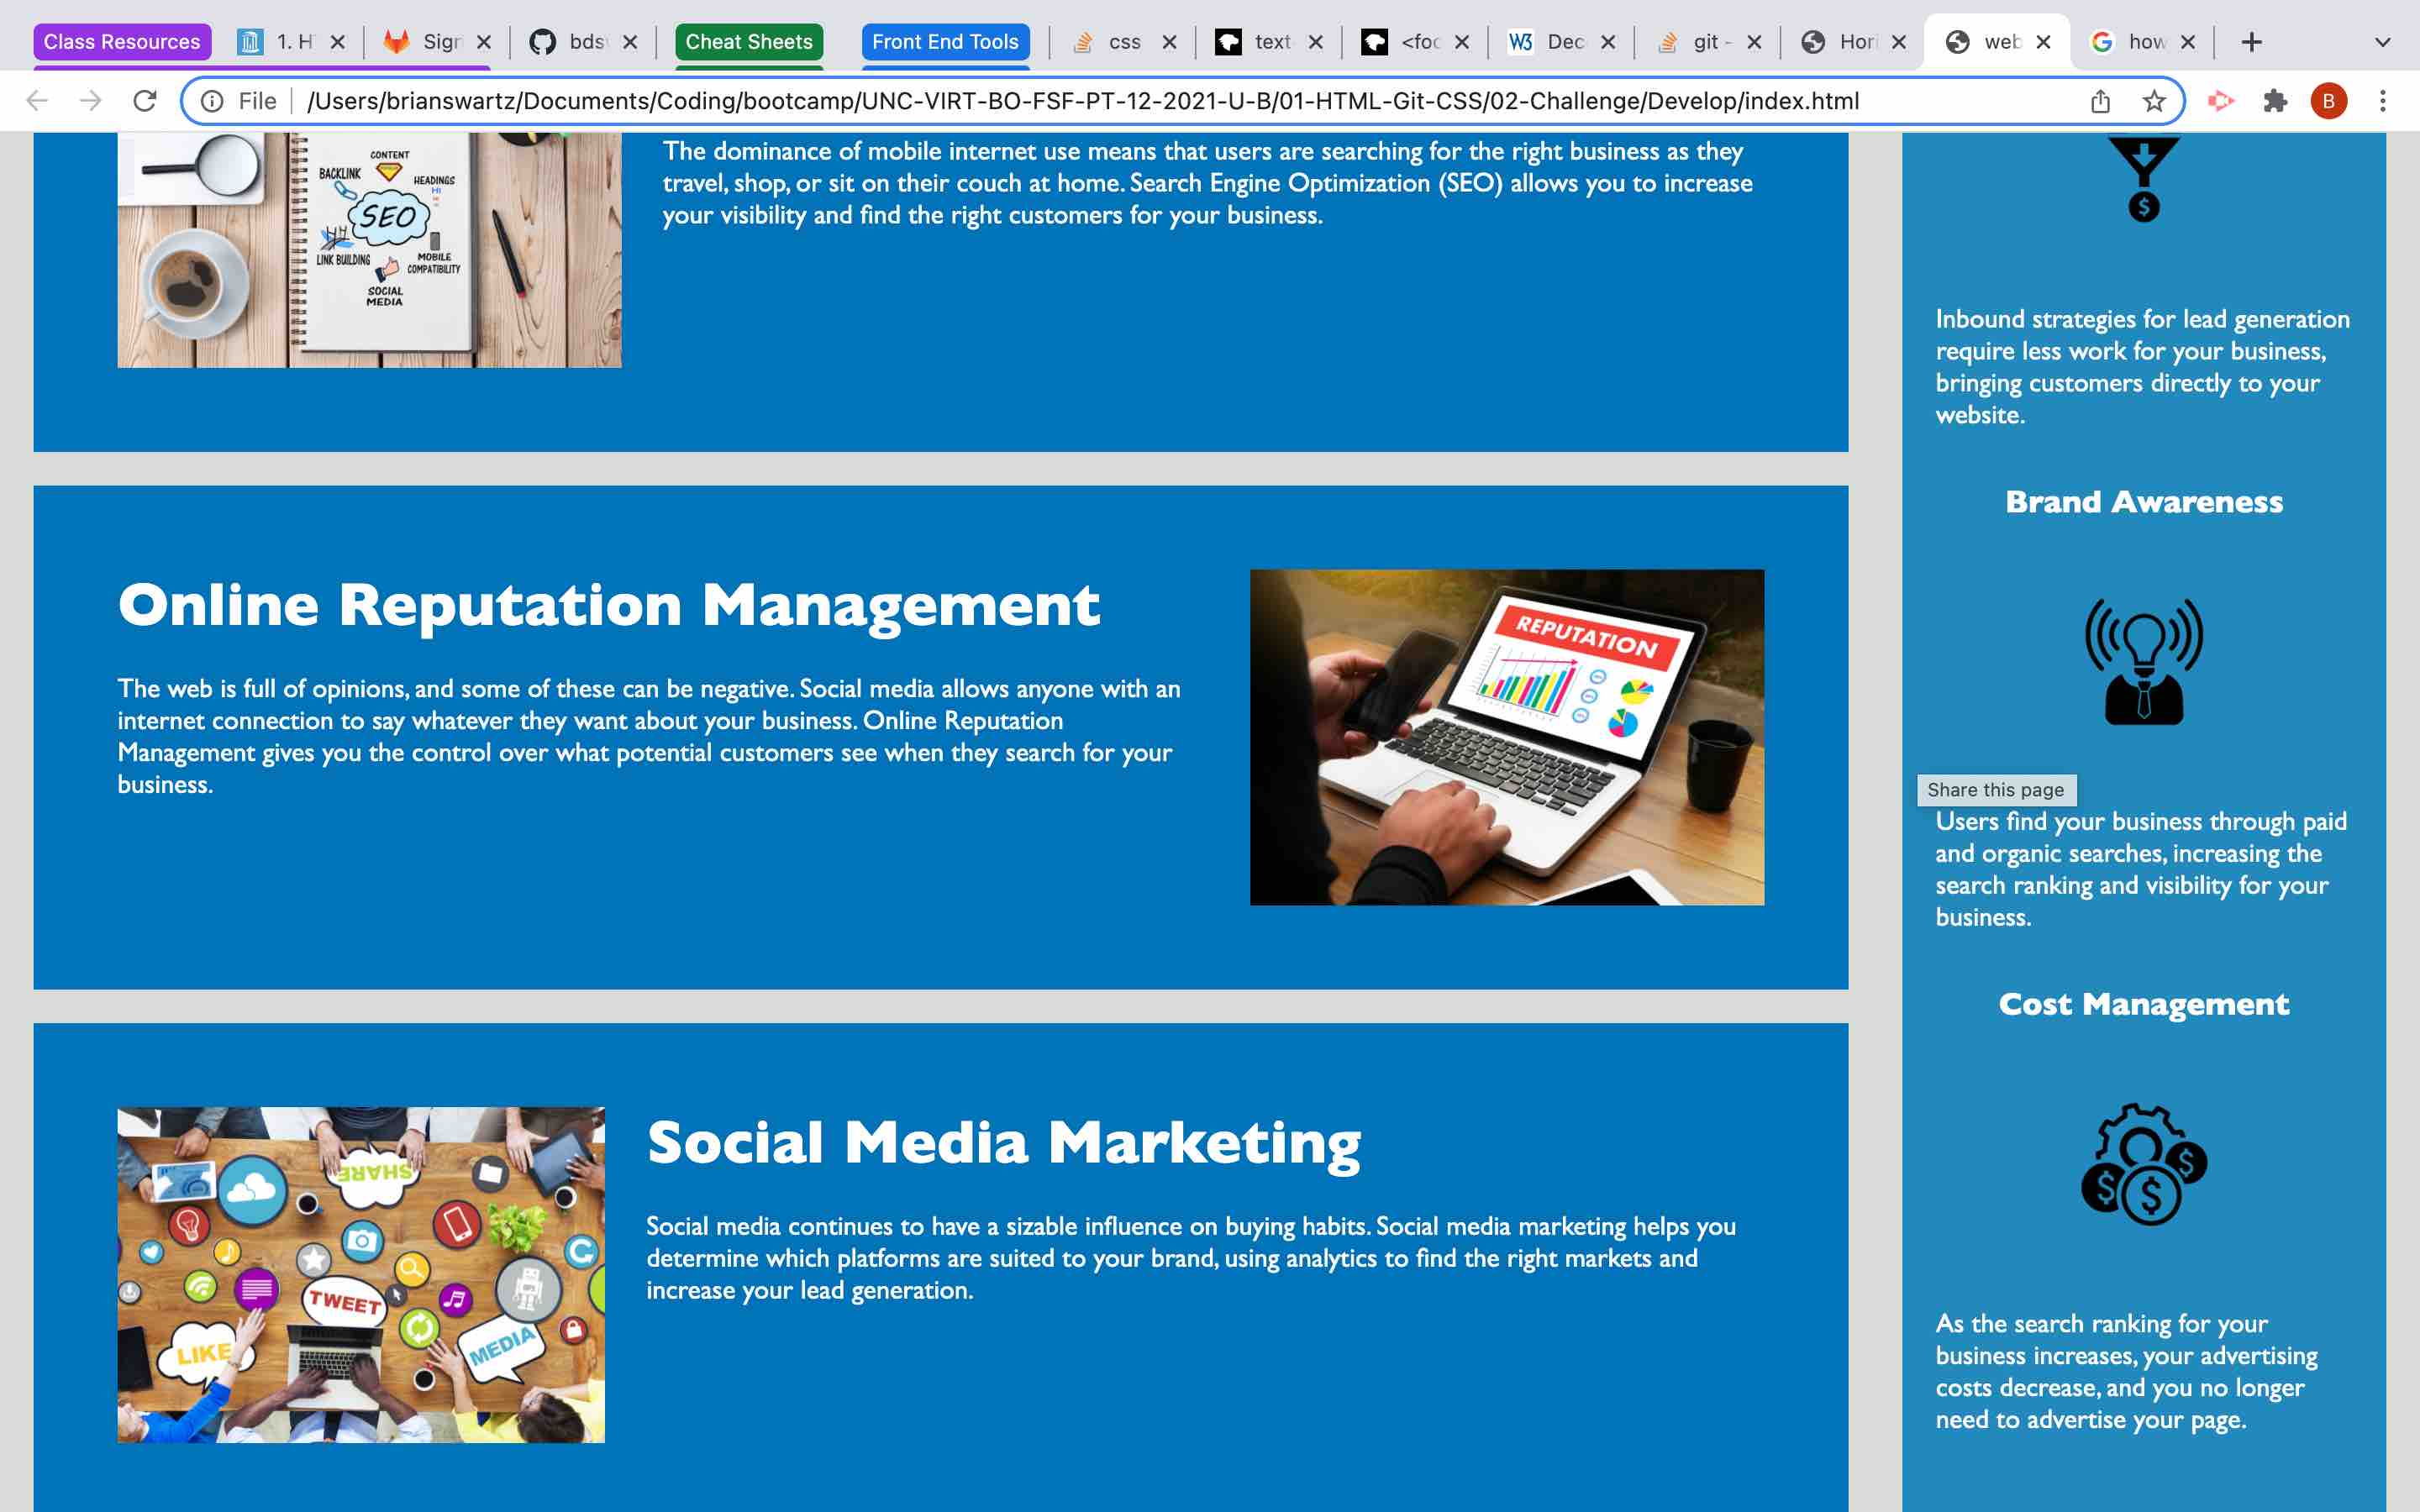 Class Resources
1. H
Sign
bds
Cheat Sheets
Front End Tools
css
text
<foc
W3
Dec
git -
Hori
web
how
File
/Users/brianswartz/Documents/Coding/bootcamp/UNC-VIRT-BO-FSF-PT-12-2021-U-B/01-HTML-Git-CSS/02-Challenge/Develop/index.html
B
CONTENT
BACKLINK
HEADINGS
H1
SEO
LINK BUILDING
MOBILE
COMPATIBILITY
SOCIAL
MEDIA
The dominance of mobile internet use means that users are searching for the right business as they
travel, shop, or sit on their couch at home. Search Engine Optimization (SEO) allows you to increase
your visibility and find the right customers for your business.
Online Reputation Management
The web is full of opinions, and some of these can be negative. Social media allows anyone with an
internet connection to say whatever they want about your business. Online Reputation
Management gives you the control over what potential customers see when they search for your
business.
REPUTATION
SHARE
TWEET
LIKE
MEDIA
Social Media Marketing
Social media continues to have a sizable influence on buying habits. Social media marketing helps you
determine which platforms are suited to your brand, using analytics to find the right markets and
increase your lead generation.
$
Inbound strategies for lead generation
require less work for your business,
bringing customers directly to your
website.
Brand Awareness
Share this page
Users find your business through paid
and organic searches, increasing the
search ranking and visibility for your
business.
Cost Management
$
$
$
As the search ranking for your
business increases, your advertising
costs decrease, and you no longer
need to advertise your page.